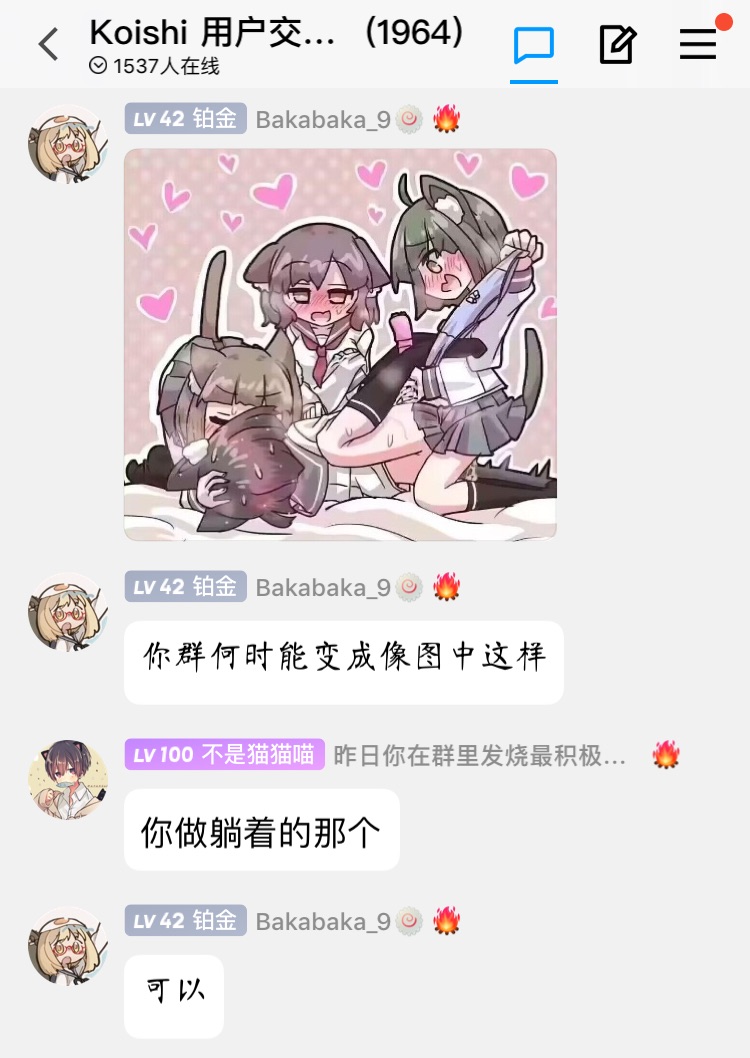 Koishi 用户交... (1964)
1537人在线
LV 42 铂金 Bakabaka_9🍥 🔥
LV 42 铂金 Bakabaka_9🍥 🔥
你群何时能变成像图中这样
LV 100 不是猫猫喵 昨日你在群里发烧最积极... 🔥
你做躺着的那个
LV 42 铂金 Bakabaka_9🍥 🔥
可以